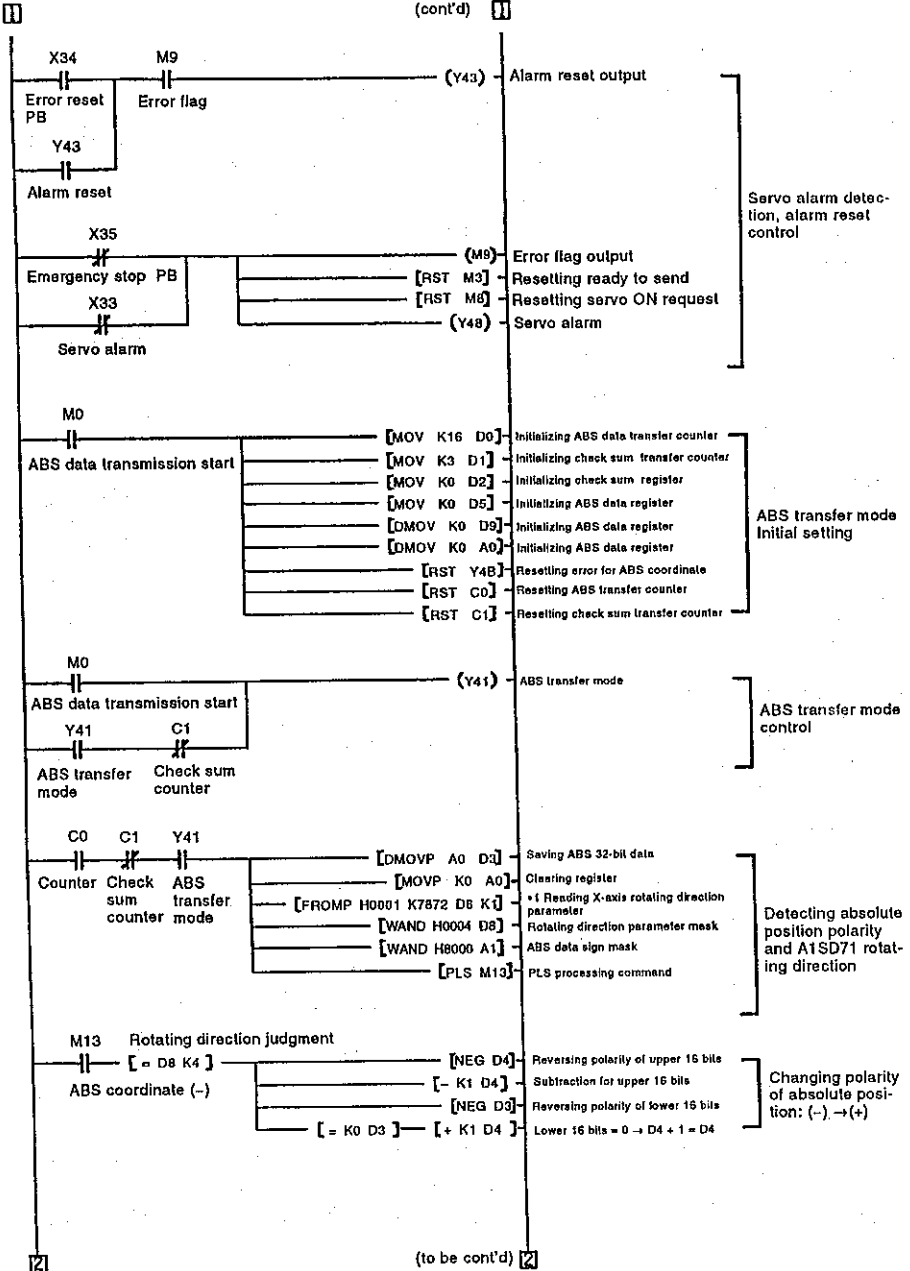 [1] (cont'd) [1]
X34 M9 (Y43) Alarm reset output
Error reset PB Error flag
Y43
Alarm reset
Servo alarm detec-
tion, alarm reset
control
X35 (M9) Error flag output
Emergency stop PB [RST M3] Resetting ready to send
[RST M8] Resetting servo ON request
X33 (Y48) Servo alarm
Servo alarm
M0 [MOV K16 D0] Initializing ABS data transfer counter
ABS data transmission start [MOV K3 D1] Initializing check sum transfer counter
[MOV K0 D2] Initializing check sum register
[MOV K0 D5] Initializing ABS data register
[DMOV K0 D9] Initializing ABS data register
[DMOV K0 A0] Initializing ABS data register
[RST Y4B] Resetting error for ABS coordinate
[RST C0] Resetting ABS transfer counter
[RST C1] Resetting check sum transfer counter
ABS transfer mode
Initial setting
M0 (Y41) ABS transfer mode
ABS data transmission start
Y41 C1
ABS transfer mode Check sum counter
ABS transfer mode
control
C0 C1 Y41 [DMOVP A0 D3] Saving ABS 32-bit data
Counter Check sum counter ABS transfer mode [MOVP K0 A0] Clearing register
[FROMP H0001 K7872 D8 K1] *1 Reading X-axis rotating direction
parameter
[WAND H0004 D8] Rotating direction parameter mask
[WAND H8000 A1] ABS data sign mask
[PLS M13] PLS processing command
Detecting absolute
position polarity
and A1SD71 rotat-
ing direction
M13 Rotating direction judgment
[ = D8 K4 ] [NEG D4] Reversing polarity of upper 16 bits
ABS coordinate (–) [– K1 D4] Subtraction for upper 16 bits
[NEG D3] Reversing polarity of lower 16 bits
[ = K0 D3 ] [ + K1 D4 ] Lower 16 bits = 0 → D4 + 1 = D4
Changing polarity
of absolute posi-
tion: (–) → (+)
[2] (to be cont'd) [2]